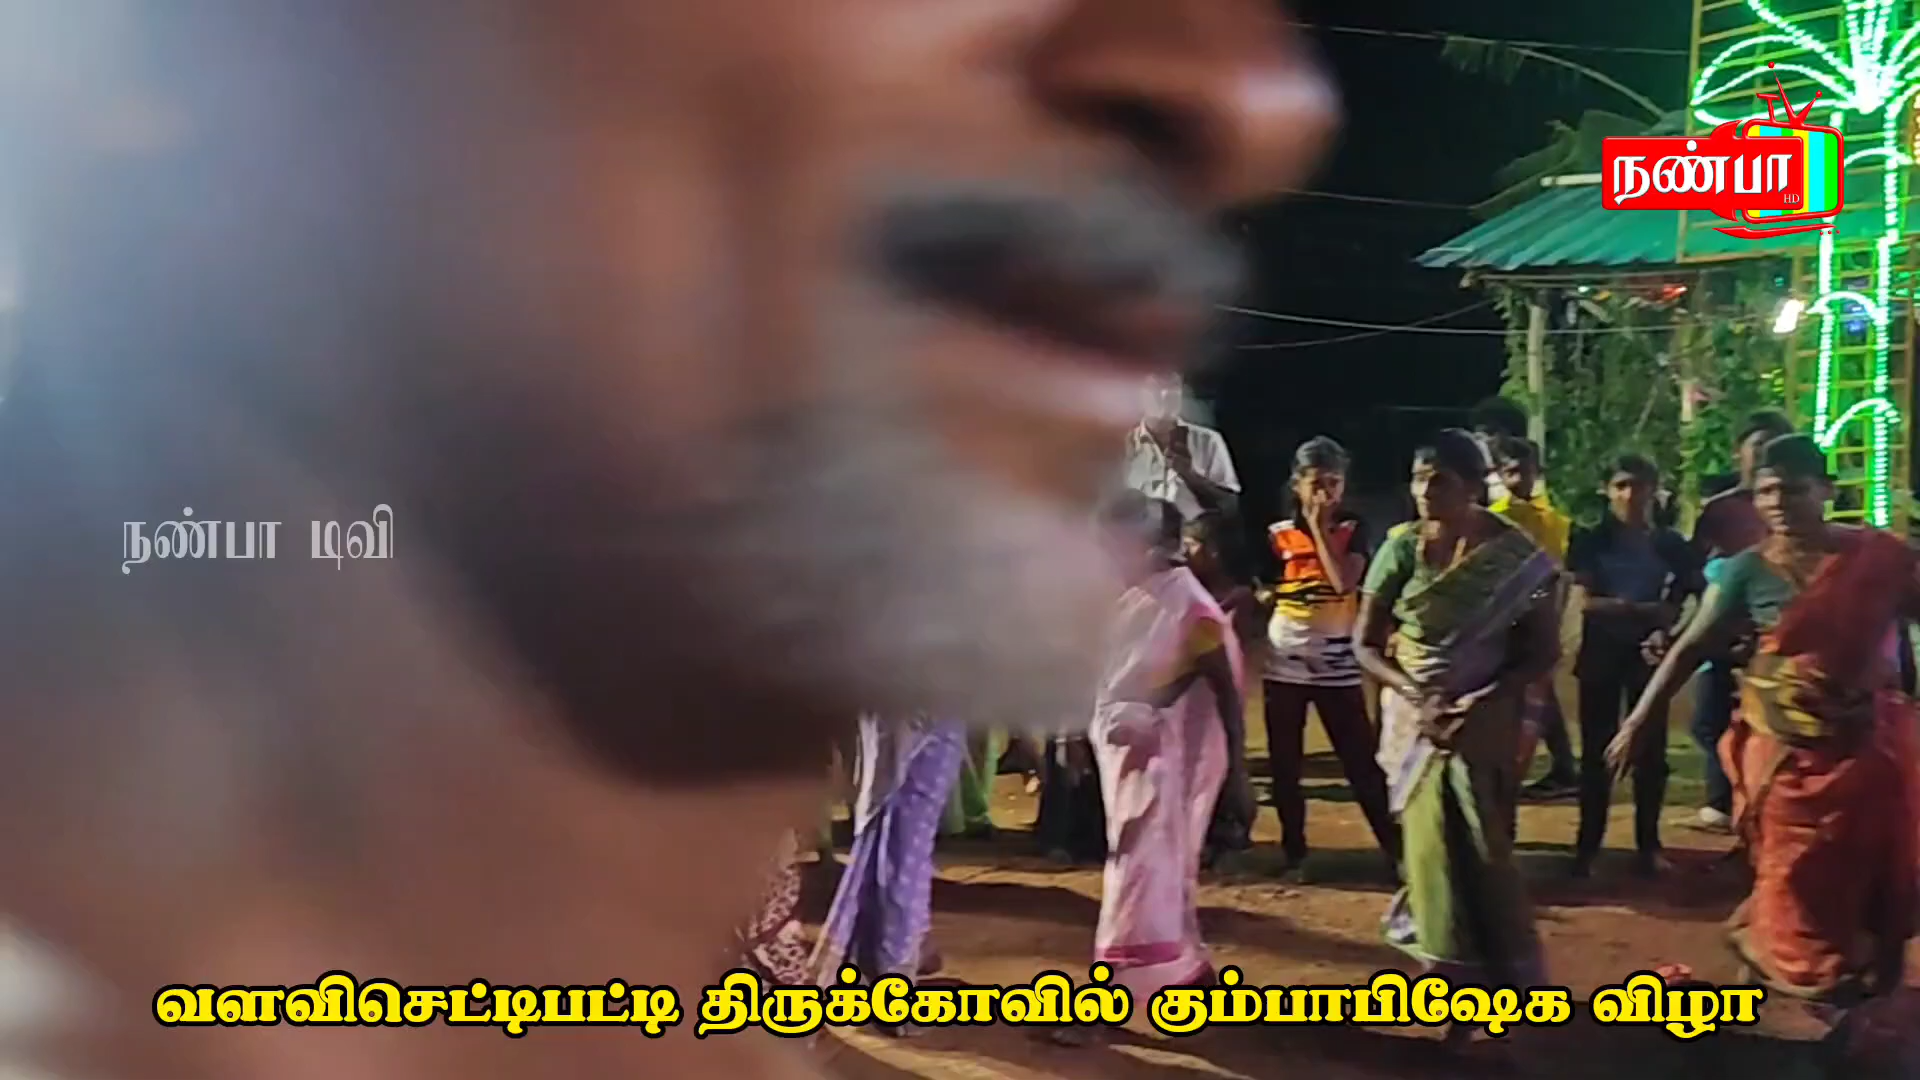 நண்பா
HD
நண்பா டிவி
வளவிசெட்டிபட்டி திருக்கோவில் கும்பாபிஷேக விழா